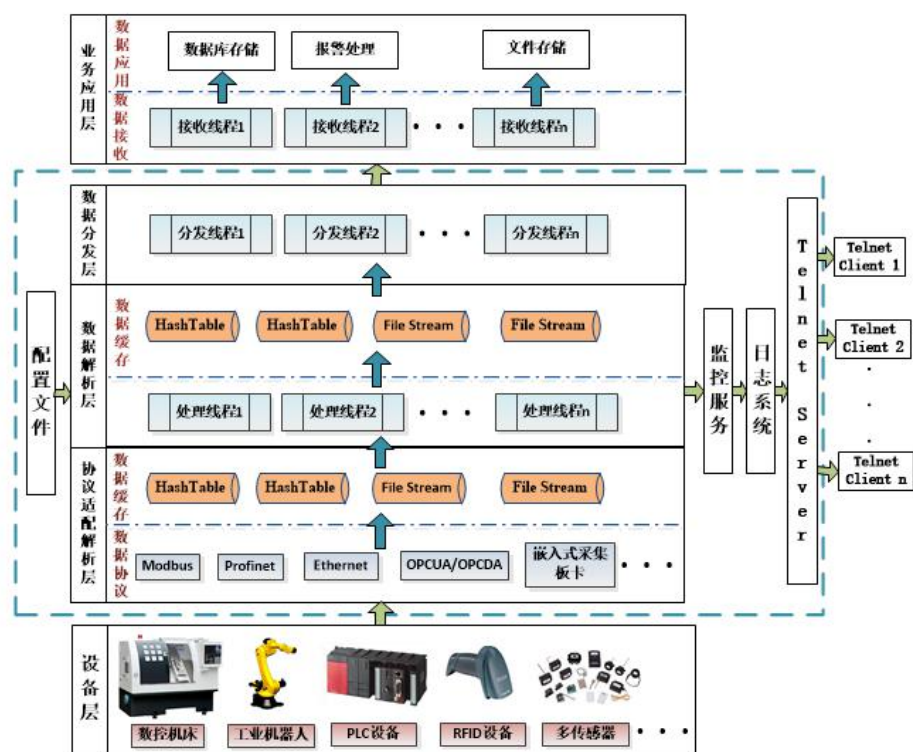 业务应用层
数据应用
数据库存储
报警处理
文件存储
数据接收
接收线程1
接收线程2
接收线程n
数据分发层
分发线程1
分发线程2
分发线程n
配置文件
数据解析层
数据缓存
HashTable
HashTable
File Stream
File Stream
处理线程1
处理线程2
处理线程n
协议适配解析层
数据缓存
HashTable
HashTable
File Stream
File Stream
数据协议
Modbus
Profinet
Ethernet
OPCUA/OPCDA
嵌入式采集
板卡
监控服务
日志系统
Telnet Server
Telnet
Client 1
Telnet
Client 2
Telnet
Client n
设备层
数控机床
工业机器人
PLC设备
RFID设备
多传感器